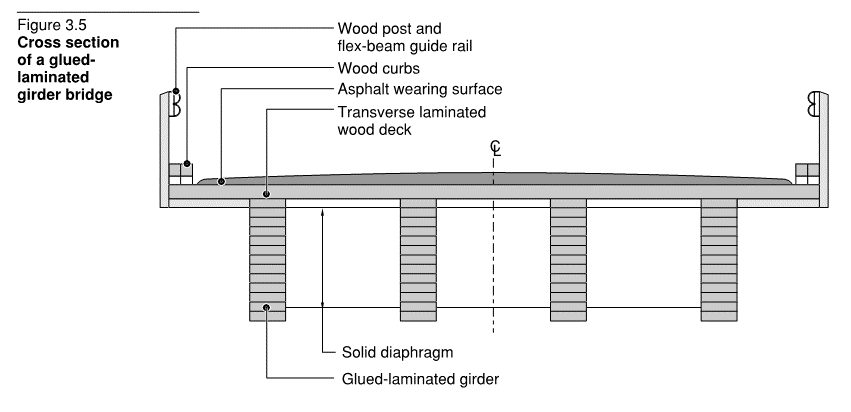 Figure 3.5
Cross section
of a glued-
laminated
girder bridge
Wood post and
flex-beam guide rail
Wood curbs
Asphalt wearing surface
Transverse laminated
wood deck
℄
Solid diaphragm
Glued-laminated girder